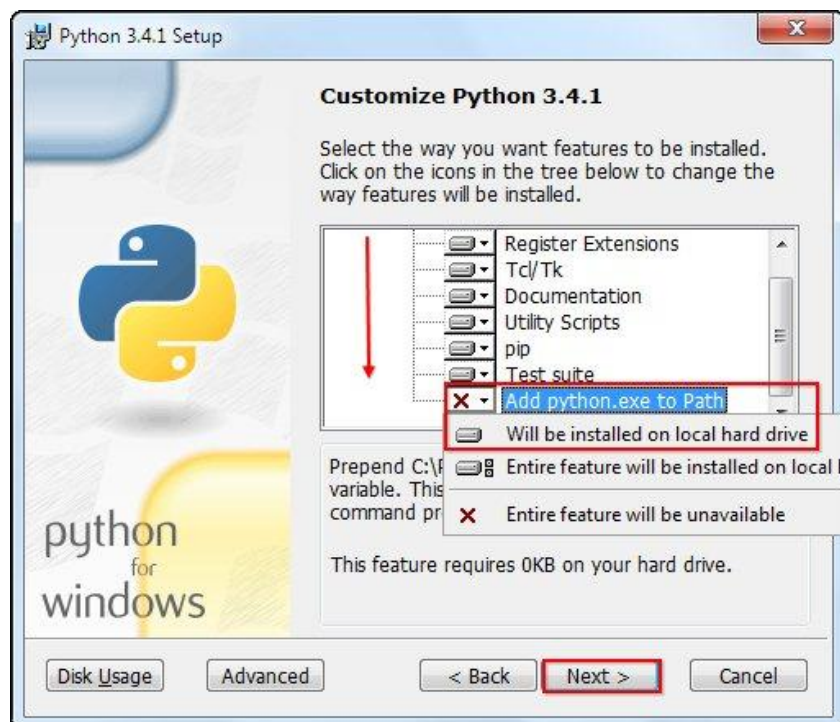 Python 3.4.1 Setup
Customize Python 3.4.1
Select the way you want features to be installed.
Click on the icons in the tree below to change the
way features will be installed.
Register Extensions
Tcl/Tk
Documentation
Utility Scripts
pip
Test suite
Add python.exe to Path
Will be installed on local hard drive
Entire feature will be installed on local
Entire feature will be unavailable
Prepend C:\
variable. This
command
This feature requires 0KB on your hard drive.
python
for
windows
Disk Usage
Advanced
< Back
Next >
Cancel